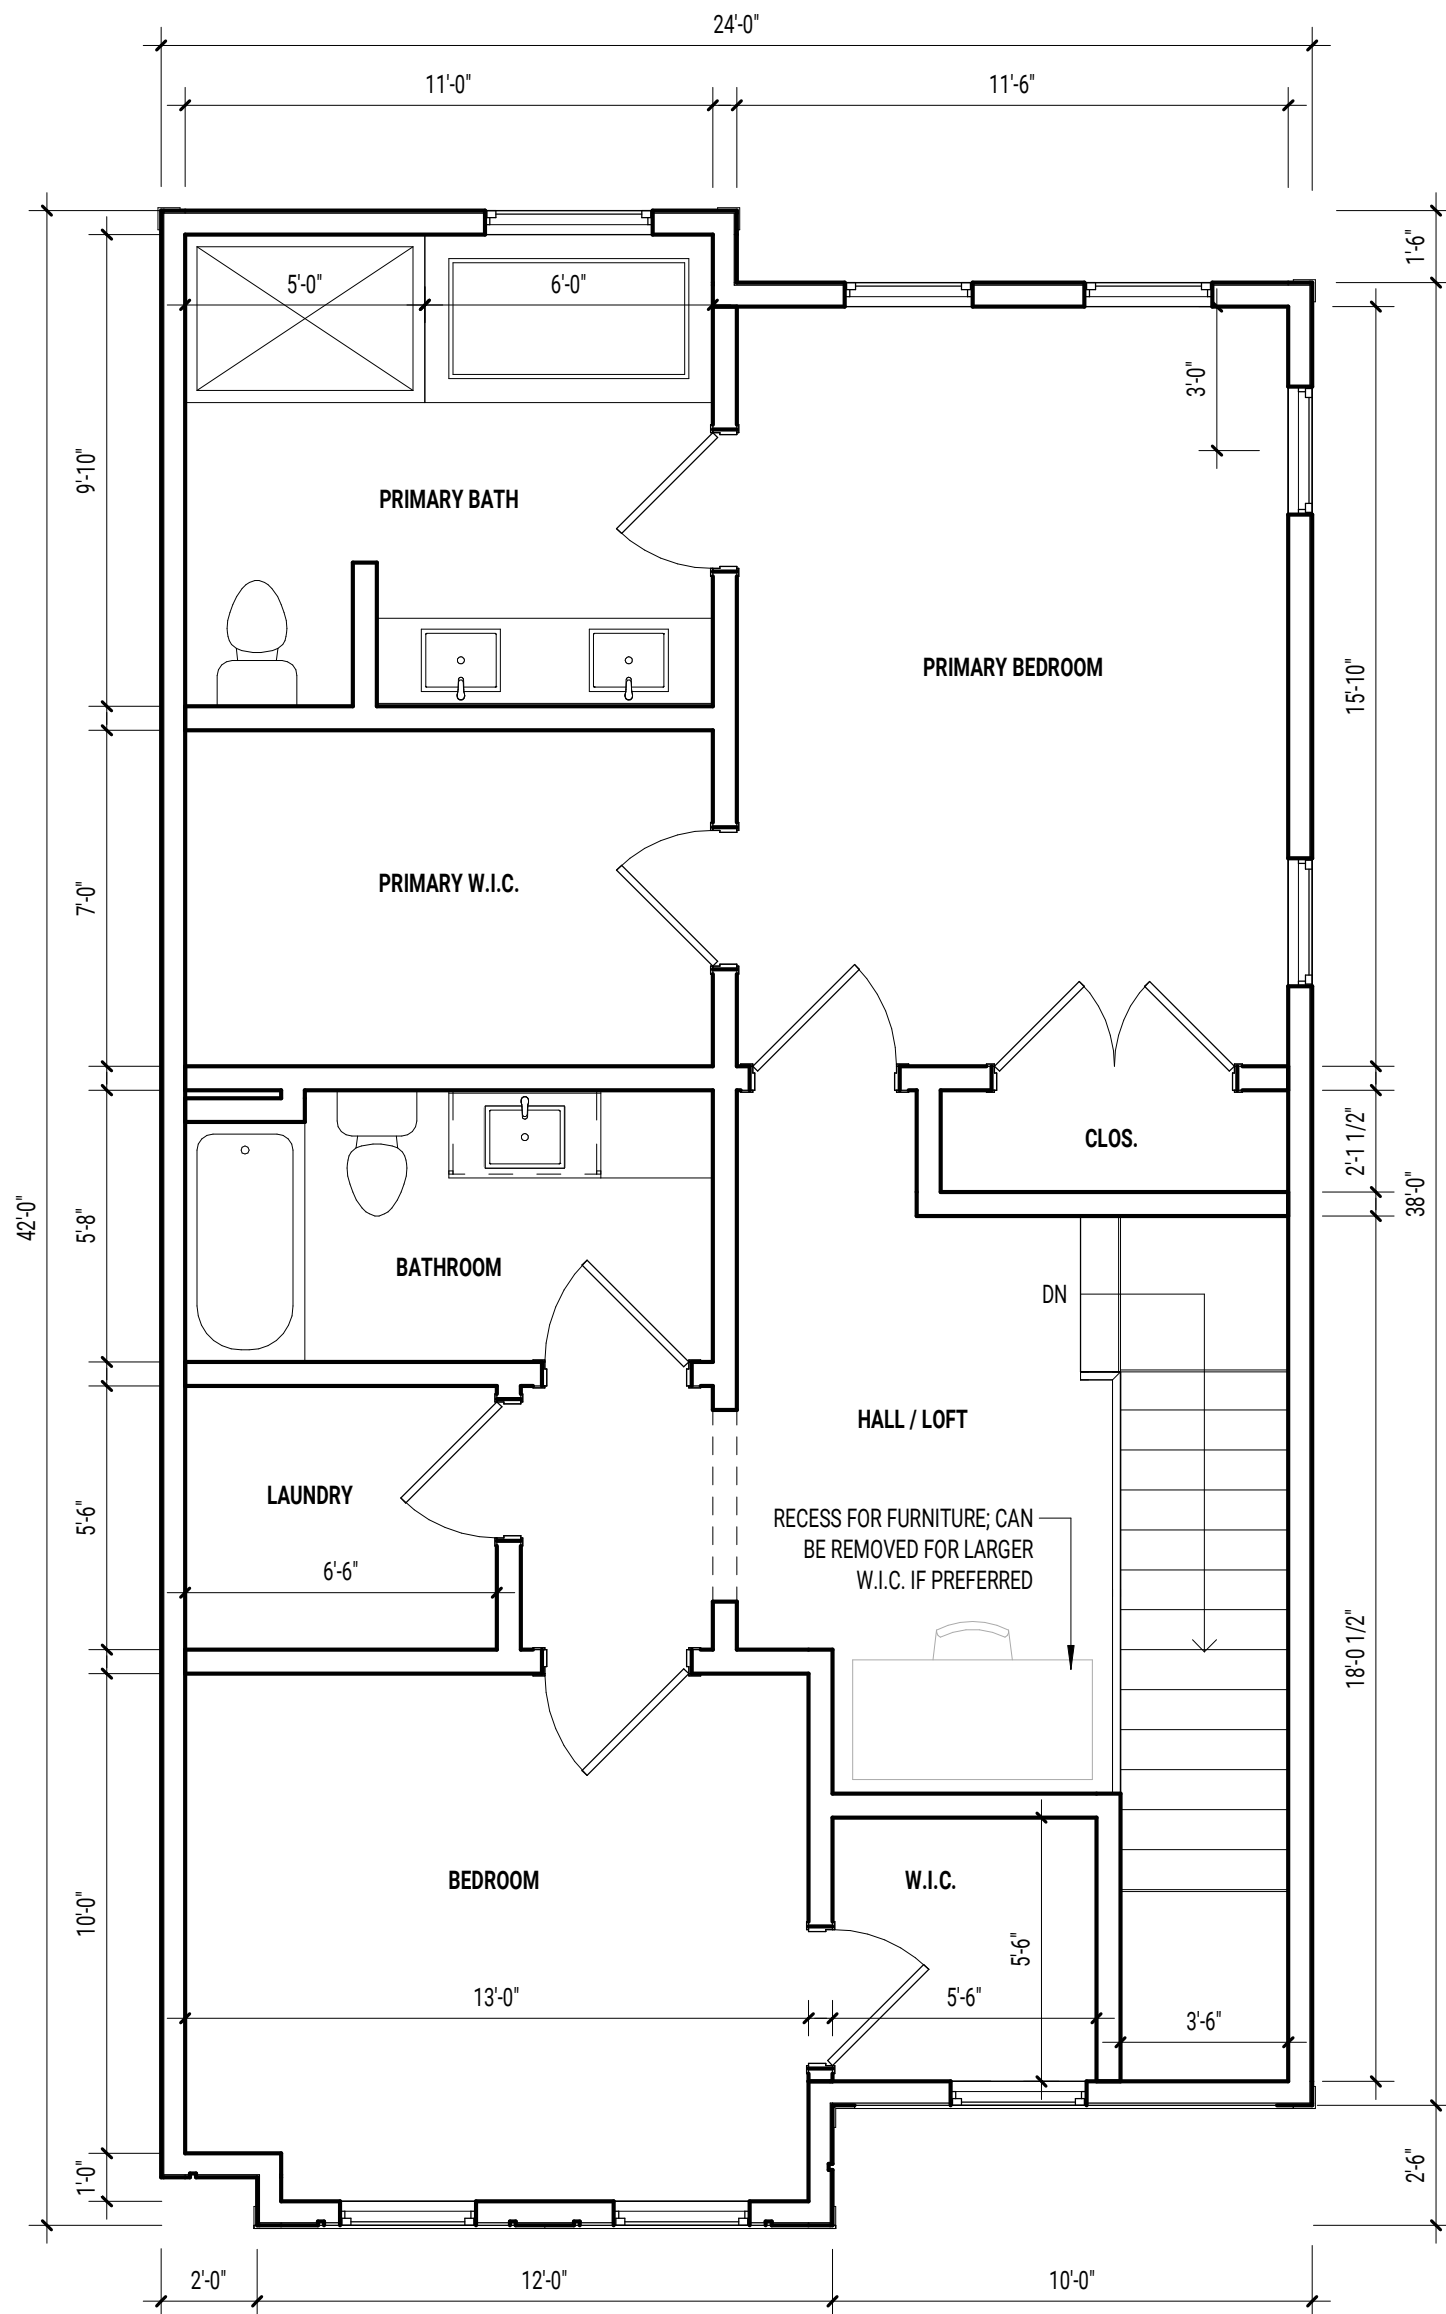 24'-0"
11'-0"
11'-6"
1'-6"
5'-0"
6'-0"
3'-0"
9'-10"
PRIMARY BATH
PRIMARY BEDROOM
15'-10"
7'-0"
PRIMARY W.I.C.
CLOS.
2'-1 1/2"
38'-0"
42'-0"
5'-8"
BATHROOM
DN
HALL / LOFT
LAUNDRY
5'-6"
RECESS FOR FURNITURE; CAN
BE REMOVED FOR LARGER
W.I.C. IF PREFERRED
6'-6"
18'-0 1/2"
BEDROOM
W.I.C.
10'-0"
5'-6"
13'-0"
5'-6"
3'-6"
1'-0"
2'-6"
2'-0"
12'-0"
10'-0"